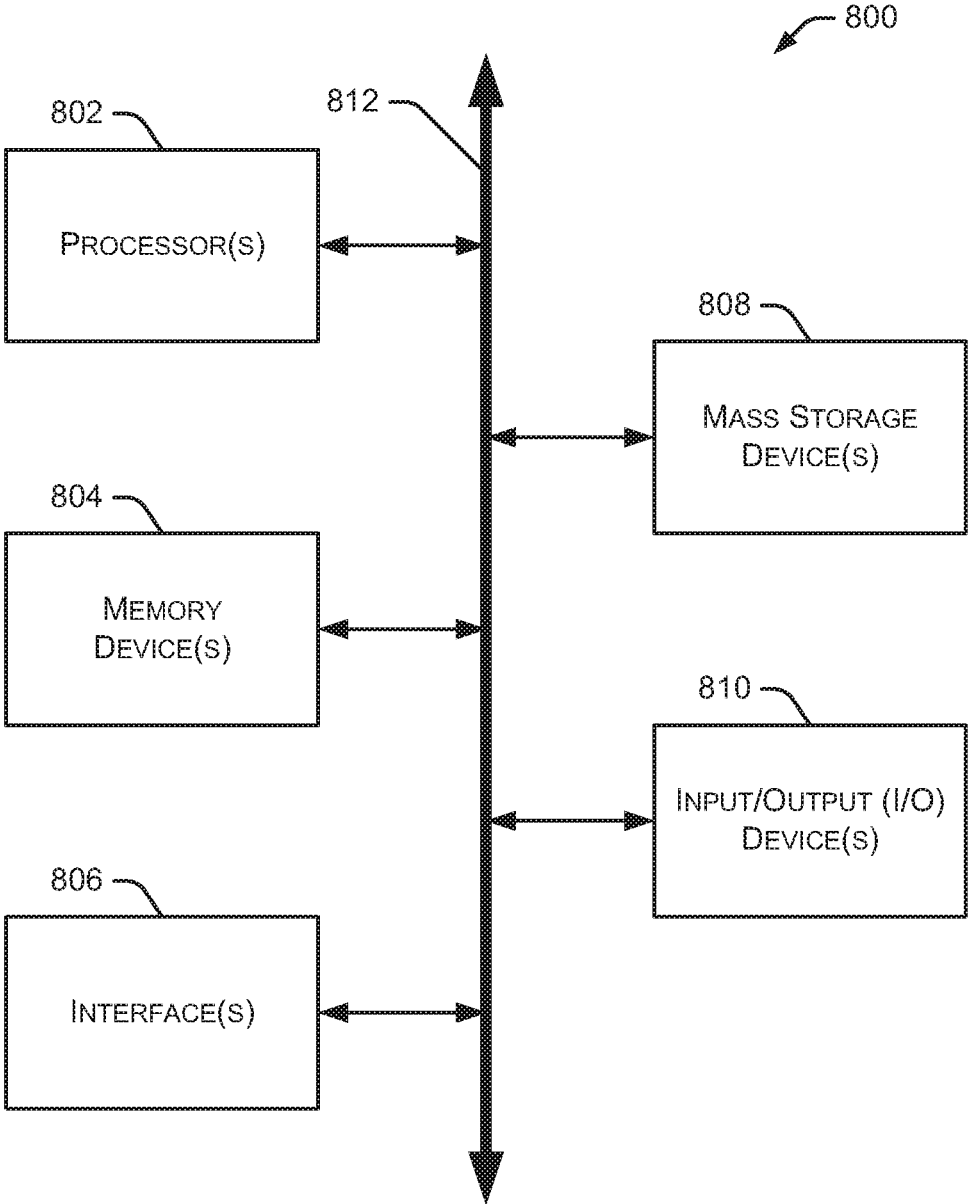 800
812
802
PROCESSOR(S)
808
MASS STORAGE
DEVICE(S)
804
MEMORY
DEVICE(S)
810
INPUT/OUTPUT (I/O)
DEVICE(S)
806
INTERFACE(S)